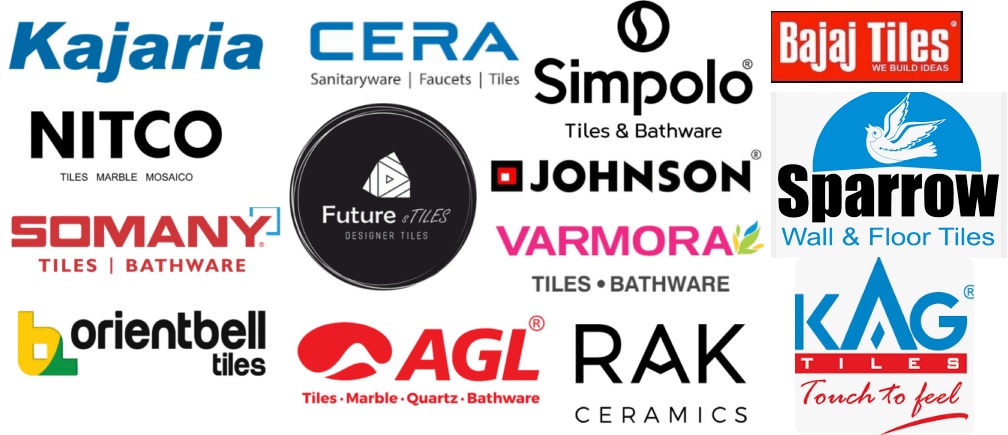 Kajaria
CERA
Sanitaryware | Faucets | Tiles
Simpolo®
Tiles & Bathware
Bajaj Tiles®
WE BUILD IDEAS
NITCO
TILES MARBLE MOSAICO
Future s TILES
DESIGNER TILES
JOHNSON®
Sparrow
Wall & Floor Tiles
SOMANY®
TILES | BATHWARE
VARMORA
TILES • BATHWARE
orientbell
tiles
AGL®
Tiles • Marble • Quartz • Bathware
RAK
CERAMICS
KAG®
TILES
Touch to feel